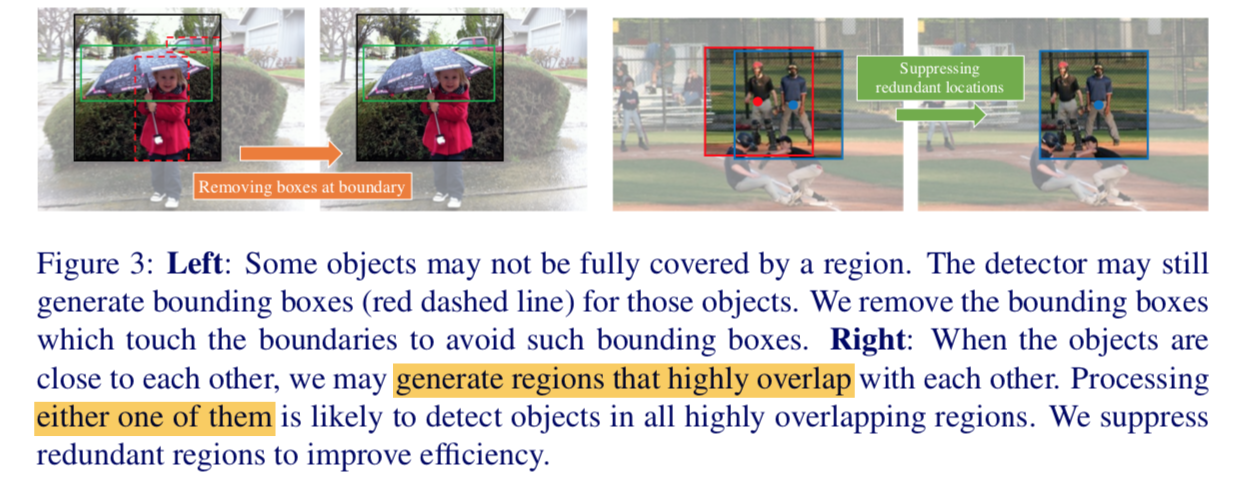 Removing boxes at boundary
Suppressing
redundant locations
Figure 3: Left: Some objects may not be fully covered by a region. The detector may still
generate bounding boxes (red dashed line) for those objects. We remove the bounding boxes
which touch the boundaries to avoid such bounding boxes. Right: When the objects are
close to each other, we may generate regions that highly overlap with each other. Processing
either one of them is likely to detect objects in all highly overlapping regions. We suppress
redundant regions to improve efficiency.